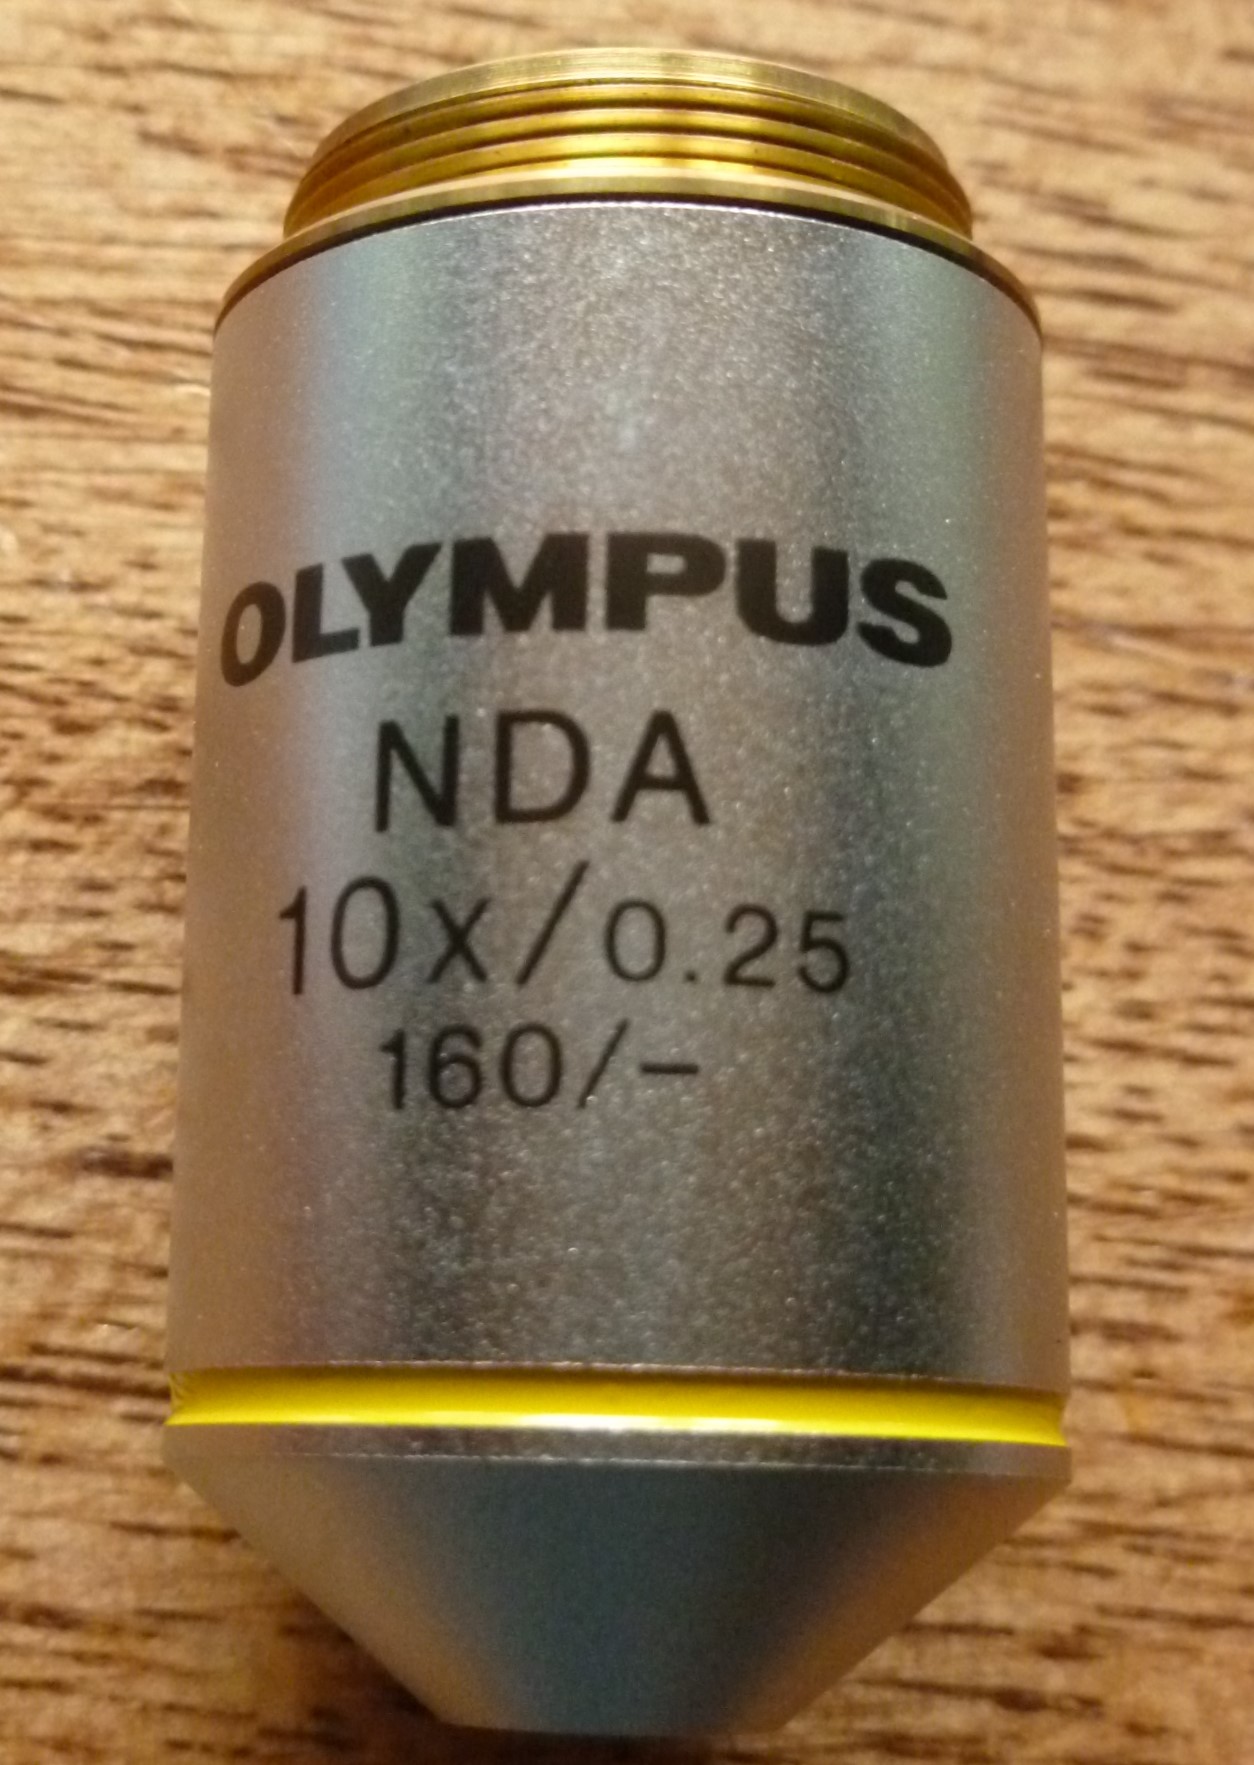 OLYMPUS
NDA
10x/0.25
160/-